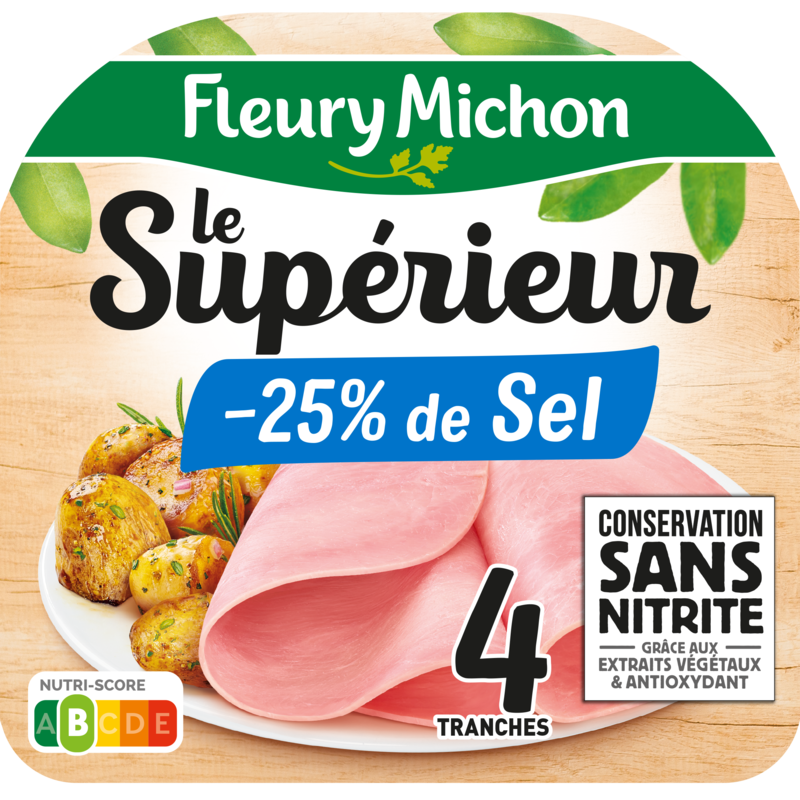 Fleury Michon
le
Supérieur
-25% de Sel
CONSERVATION
SANS
NITRITE
GRÂCE AUX
EXTRAITS VÉGÉTAUX
& ANTIOXYDANT
4
TRANCHES
NUTRI-SCORE
A B C D E